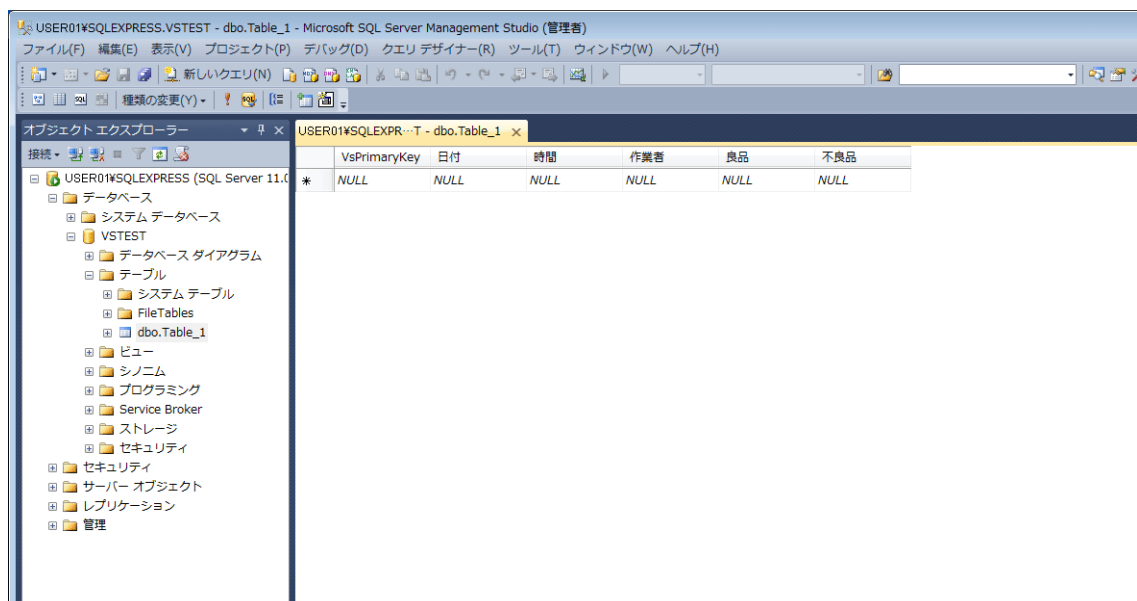 USER01¥SQLEXPRESS.VSTEST - dbo.Table_1 - Microsoft SQL Server Management Studio (管理者)
ファイル(F) 編集(E) 表示(V) プロジェクト(P) デバッグ(D) クエリ デザイナー(R) ツール(T) ウィンドウ(W) ヘルプ(H)
新しいクエリ(N)
種類の変更(Y)
オブジェクト エクスプローラー
接続
USER01¥SQLEXPRESS (SQL Server 11.0
データベース
システム データベース
VSTEST
データベース ダイアグラム
テーブル
システム テーブル
FileTables
dbo.Table_1
ビュー
シノニム
プログラミング
Service Broker
ストレージ
セキュリティ
セキュリティ
サーバー オブジェクト
レプリケーション
管理
USER01¥SQLEXPR…T - dbo.Table_1
VsPrimaryKey 日付 時間 作業者 良品 不良品
NULL NULL NULL NULL NULL NULL